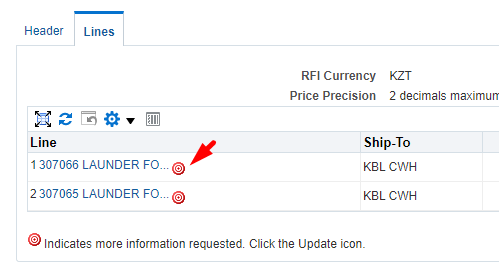 Header Lines
RFI Currency KZT
Price Precision 2 decimals maximum
Line Ship-To
1 307066 LAUNDER FO... KBL CWH
2 307065 LAUNDER FO... KBL CWH
Indicates more information requested. Click the Update icon.